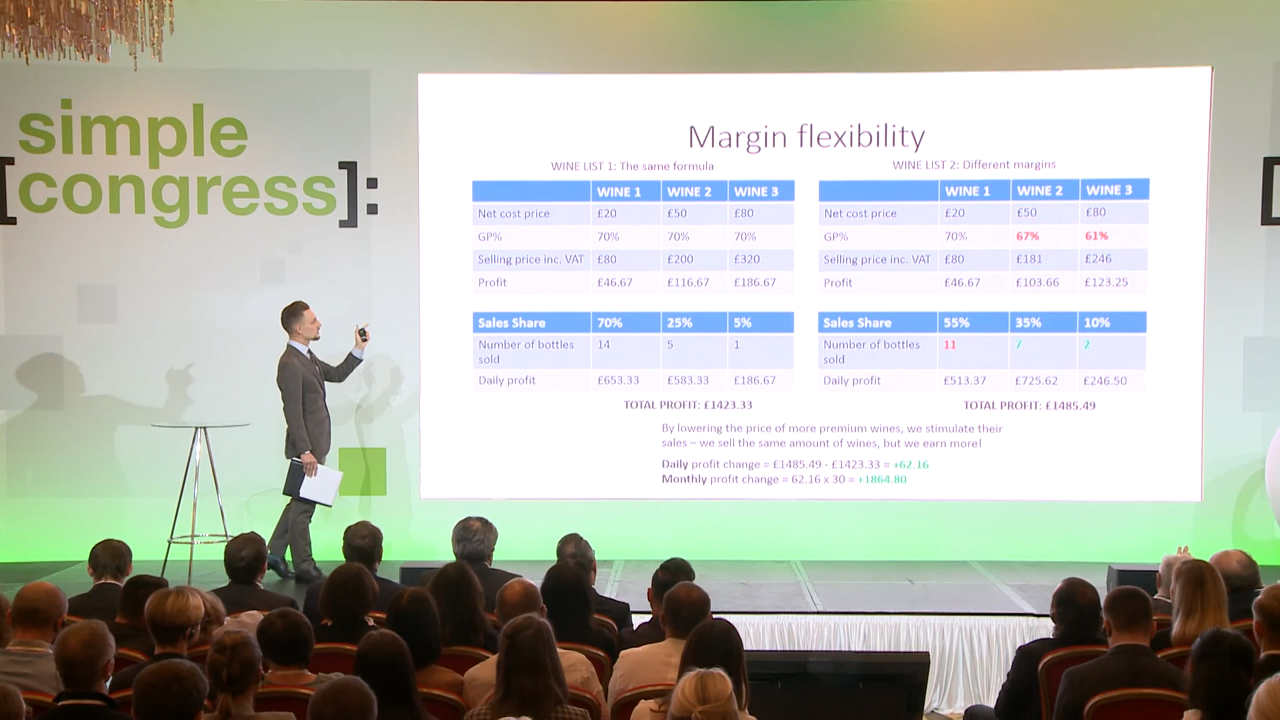 simple
[congress]:
[
Margin flexibility
WINE LIST 1: The same formula
WINE 1 WINE 2 WINE 3
Net cost price £20 £50 £80
GP% 70% 70% 70%
Selling price inc. VAT £80 £200 £320
Profit £46.67 £116.67 £186.67
Sales Share 70% 25% 5%
Number of bottles 14 5 1
sold
Daily profit £653.33 £583.33 £186.67
TOTAL PROFIT: £1423.33
WINE LIST 2: Different margins
WINE 1 WINE 2 WINE 3
Net cost price £20 £50 £80
GP% 70% 67% 61%
Selling price inc. VAT £80 £181 £246
Profit £46.67 £103.66 £123.25
Sales Share 55% 35% 10%
Number of bottles 11 7 2
sold
Daily profit £513.37 £725.62 £246.50
TOTAL PROFIT: £1485.49
By lowering the price of more premium wines, we stimulate their
sales – we sell the same amount of wines, but we earn more!
Daily profit change = £1485.49 - £1423.33 = +62.16
Monthly profit change = 62.16 x 30 = +1864.80